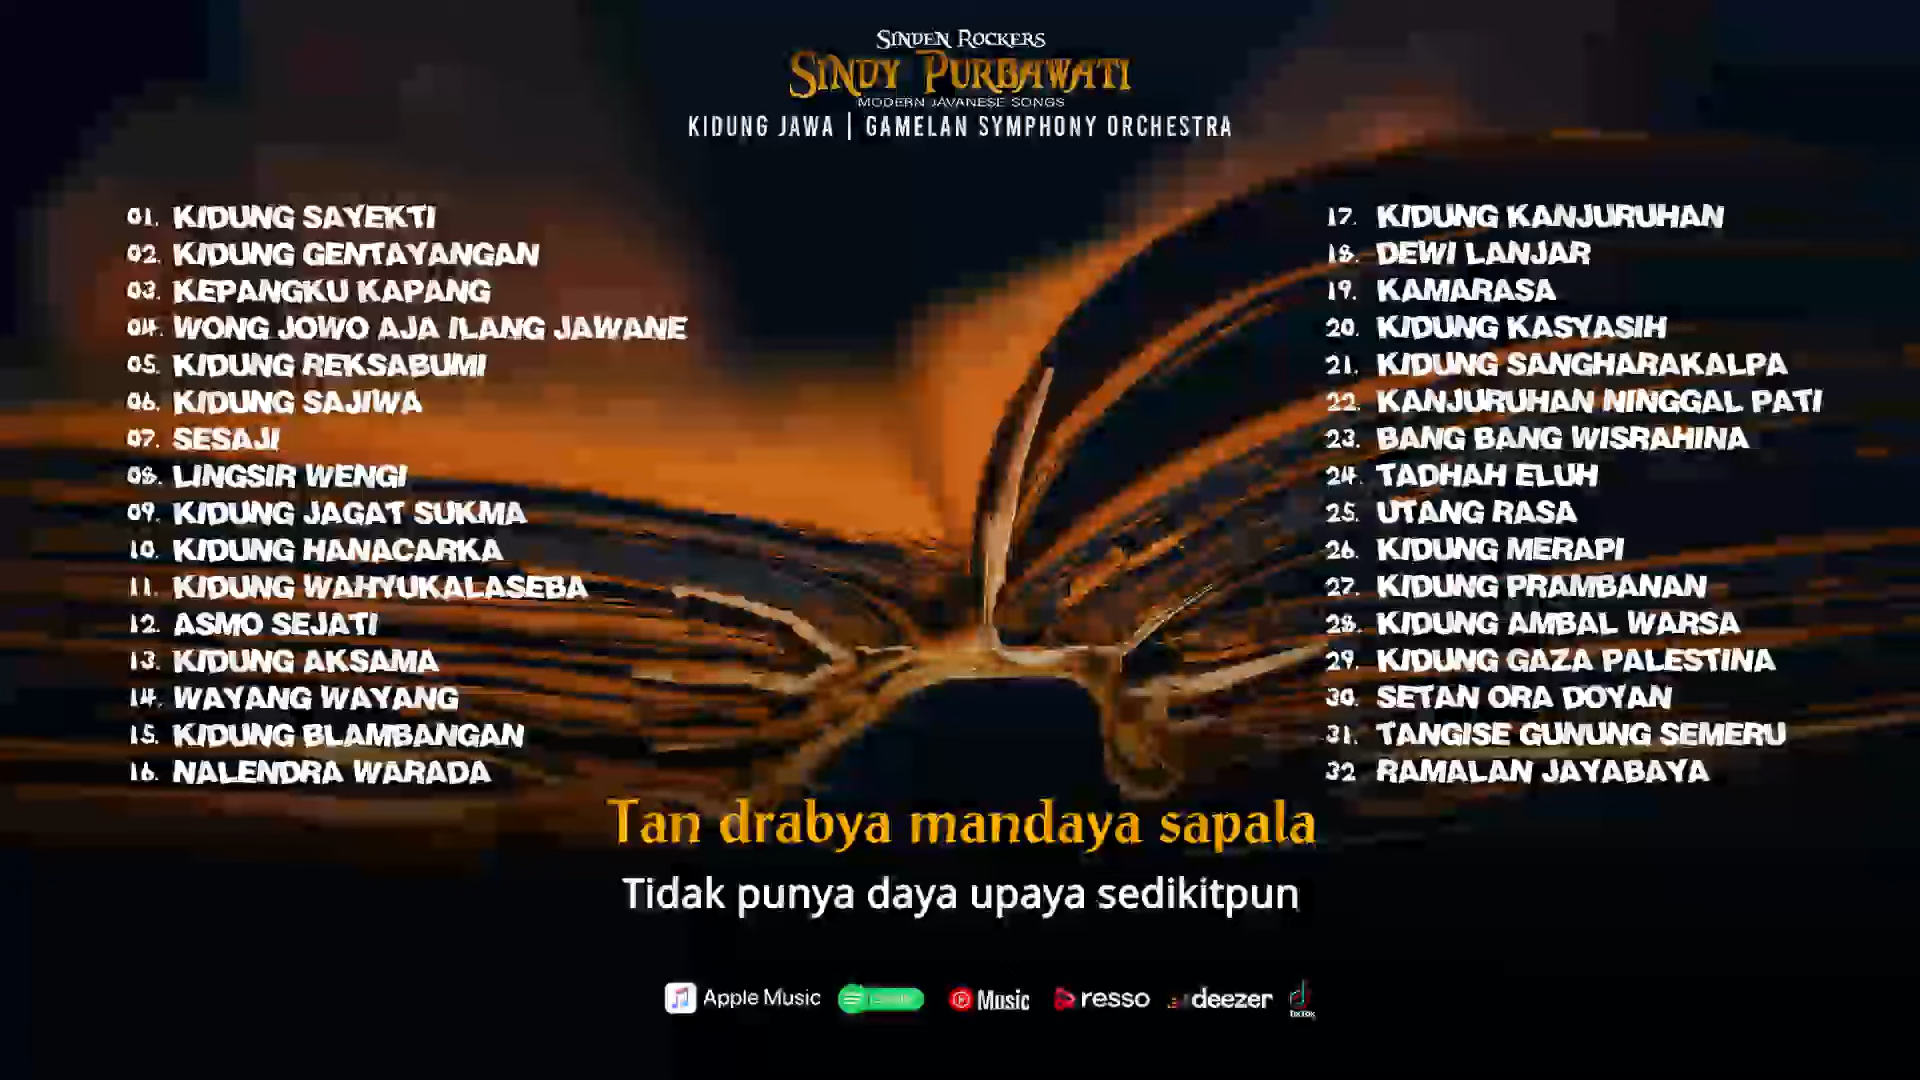 SINDEN ROCKERS
SINDY PURBAWATI
MODERN JAVANESE SONGS
KIDUNG JAWA | GAMELAN SYMPHONY ORCHESTRA
01. KIDUNG SAYEKTI
02. KIDUNG GENTAYANGAN
03. KEPANGKU KAPANG
04. WONG JOWO AJA ILANG JAWANE
05. KIDUNG REKSABUMI
06. KIDUNG SAJIWA
07. SESAJI
08. LINGSIR WENGI
09. KIDUNG JAGAT SUKMA
10. KIDUNG HANACARKA
11. KIDUNG WAHYUKALASEBA
12. ASMO SEJATI
13. KIDUNG AKSAMA
14. WAYANG WAYANG
15. KIDUNG BLAMBANGAN
16. NALENDRA WARADA
17. KIDUNG KANJURUHAN
18. DEWI LANJAR
19. KAMARASA
20. KIDUNG KASYASIH
21. KIDUNG SANGHARAKALPA
22. KANJURUHAN NINGGAL PATI
23. BANG BANG WISRAHINA
24. TADHAH ELUH
25. UTANG RASA
26. KIDUNG MERAPI
27. KIDUNG PRAMBANAN
28. KIDUNG AMBAL WARSA
29. KIDUNG GAZA PALESTINA
30. SETAN ORA DOYAN
31. TANGISE GUNUNG SEMERU
32 RAMALAN JAYABAYA
Tan drabya mandaya sapala
Tidak punya daya upaya sedikitpun
Apple Music
Music
resso
deezer
TikTok